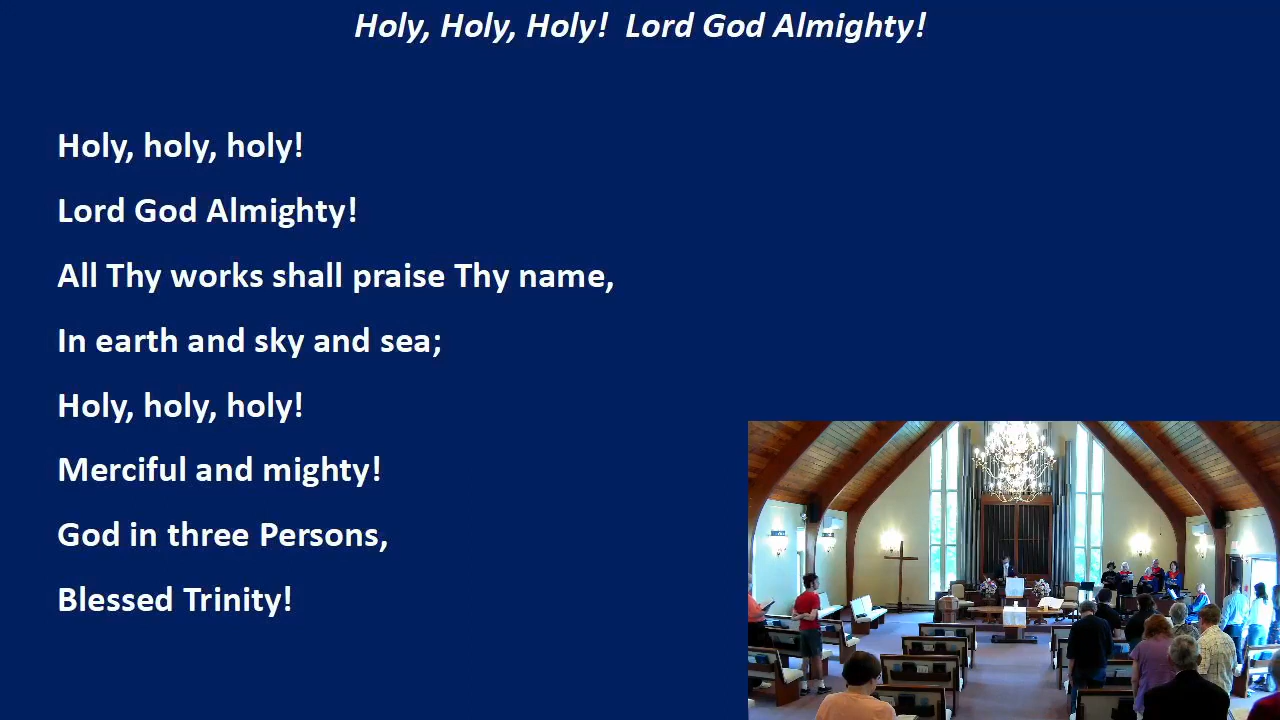 Holy, Holy, Holy!  Lord God Almighty!
Holy, holy, holy!
Lord God Almighty!
All Thy works shall praise Thy name,
In earth and sky and sea;
Holy, holy, holy!
Merciful and mighty!
God in three Persons,
Blessed Trinity!